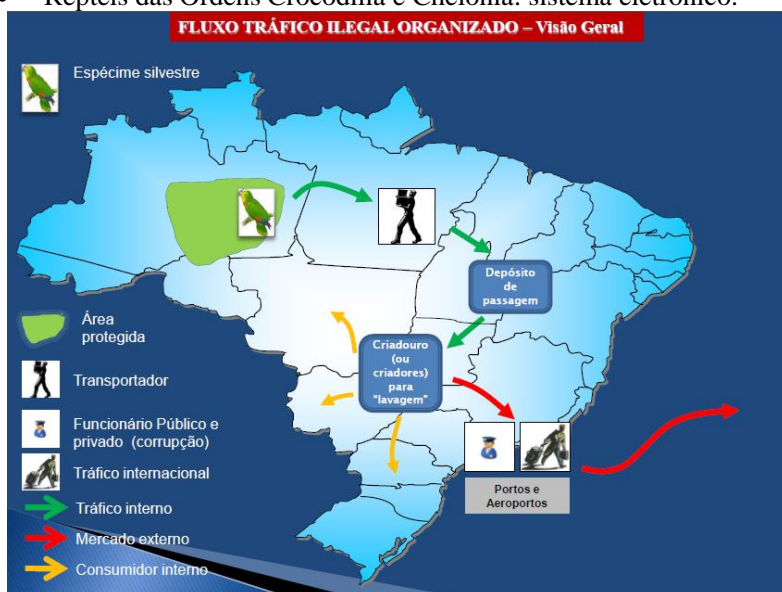 Répteis das Ordens Crocodilia e Chelonia: sistema eletrônico.
FLUXO TRÁFICO ILEGAL ORGANIZADO – Visão Geral
Espécime silvestre
Depósito
de
passagem
Criadouro
(ou
criadores)
para
"lavagem"
Portos e
Aeroportos
Área
protegida
Transportador
Funcionário Público e
privado (corrupção)
Tráfico internacional
Tráfico interno
Mercado externo
Consumidor interno